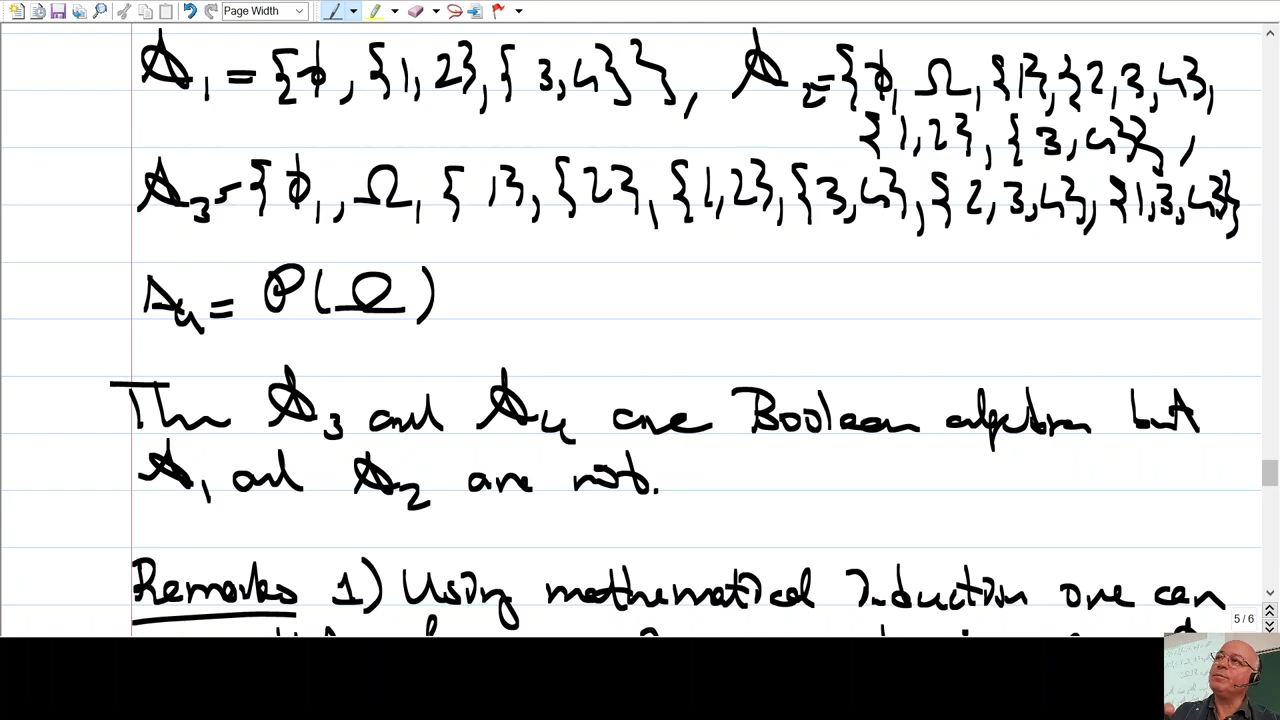 Page Width
𝔸₁ = {ϕ, {1,2}, {3,4}}, 𝔸₂ = {ϕ, Ω, {1}, {2,3,4},
{1,2}, {3,4}},
𝔸₃ = {ϕ, Ω, {1}, {2}, {1,2}, {3,4}, {2,3,4}, {1,3,4}}
𝔸₄ = 𝒫(Ω)
Then 𝔸₃ and 𝔸₄ are Boolean algebra but
𝔸₁ and 𝔸₂ are not.
Remarks 1) Using mathematical induction one can
5 / 6